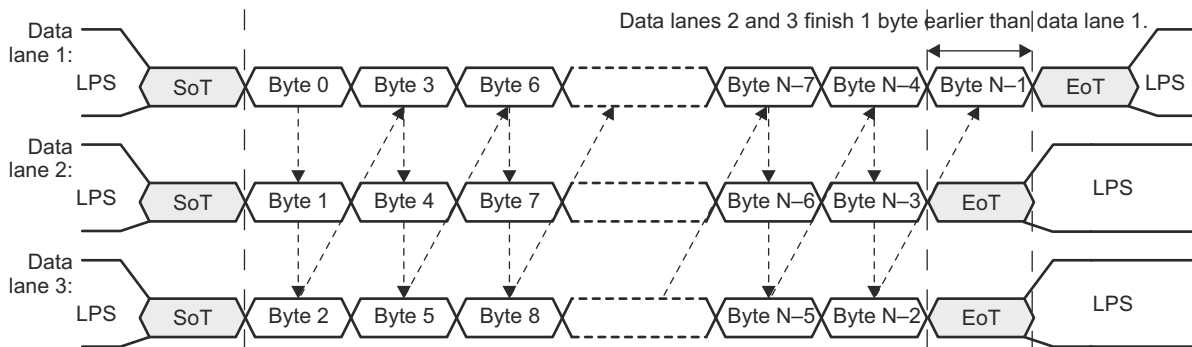 Data lanes 2 and 3 finish 1 byte earlier than data lane 1.
Data
lane 1:
LPS SoT Byte 0 Byte 3 Byte 6 Byte N–7 Byte N–4 Byte N–1 EoT LPS
Data
lane 2:
LPS SoT Byte 1 Byte 4 Byte 7 Byte N–6 Byte N–3 EoT LPS
Data
lane 3:
LPS SoT Byte 2 Byte 5 Byte 8 Byte N–5 Byte N–2 EoT LPS